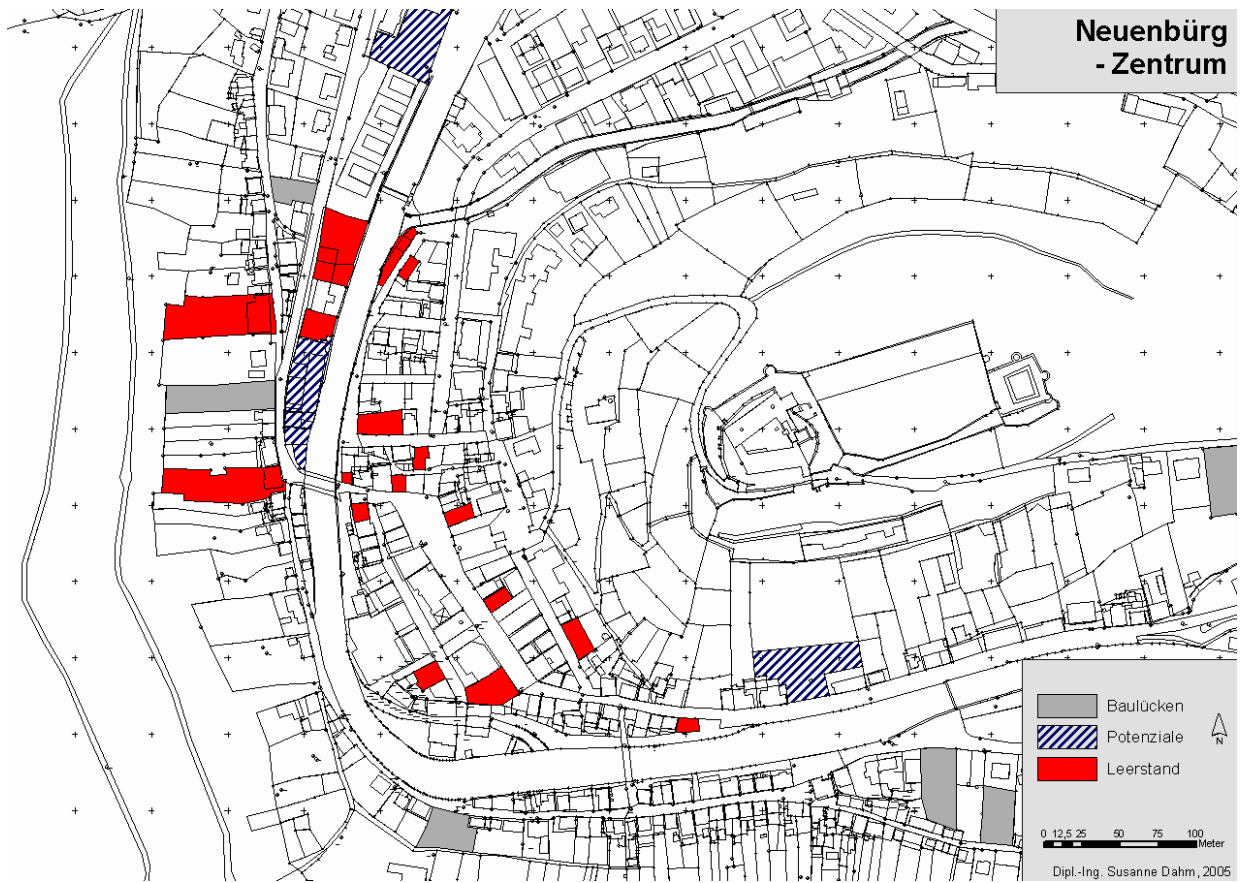 Neuenbürg
- Zentrum
Baulücken
Potenziale
Leerstand
N
0 12,5 25 50 75 100
Meter
Dipl.-Ing. Susanne Dahm, 2005